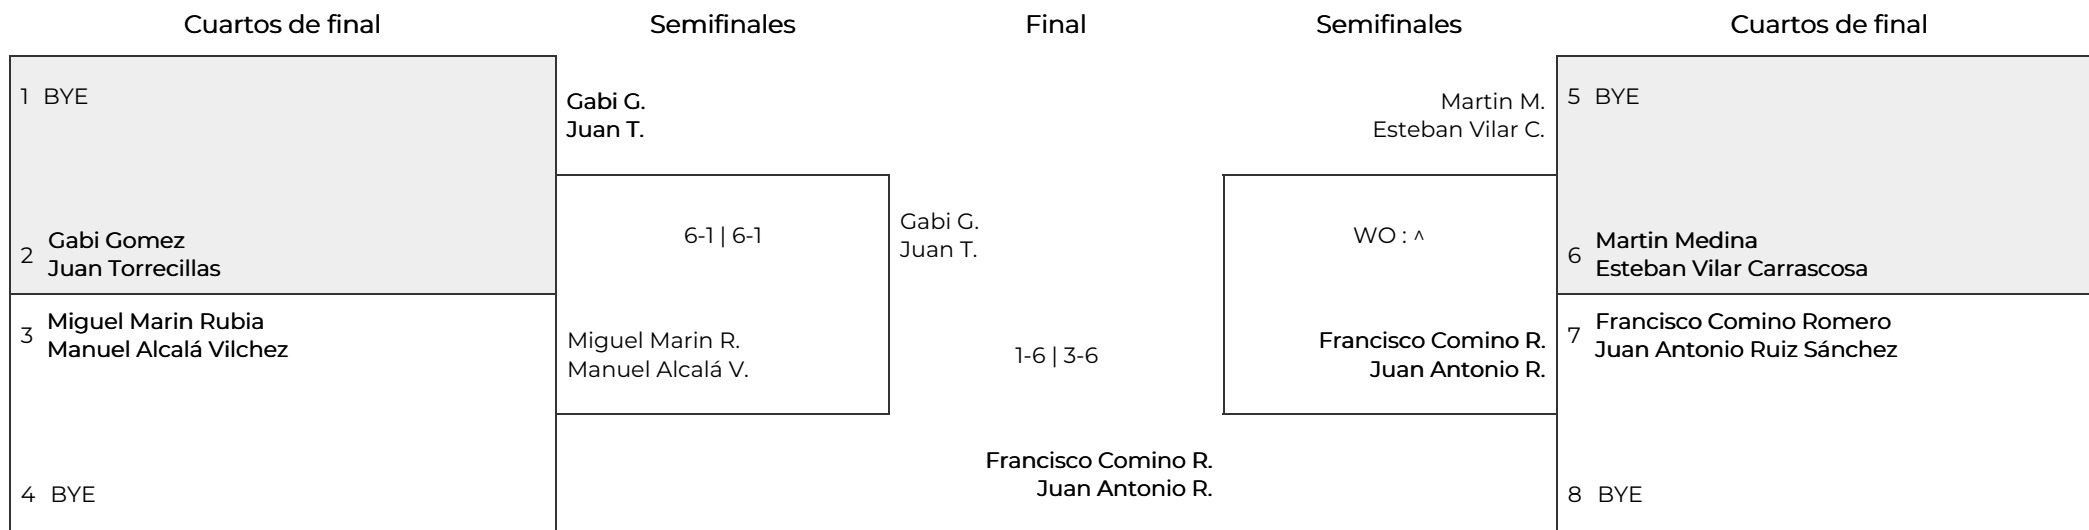 Cuartos de final
Semifinales
Final
Semifinales
Cuartos de final
1 BYE
2 Gabi Gomez
Juan Torrecillas
3 Miguel Marin Rubia
Manuel Alcalá Vilchez
4 BYE
Gabi G.
Juan T.
6-1 | 6-1
Miguel Marin R.
Manuel Alcalá V.
Gabi G.
Juan T.
1-6 | 3-6
Francisco Comino R.
Juan Antonio R.
Martin M.
Esteban Vilar C.
WO : ^
Francisco Comino R.
Juan Antonio R.
5 BYE
6 Martin Medina
Esteban Vilar Carrascosa
7 Francisco Comino Romero
Juan Antonio Ruiz Sánchez
8 BYE